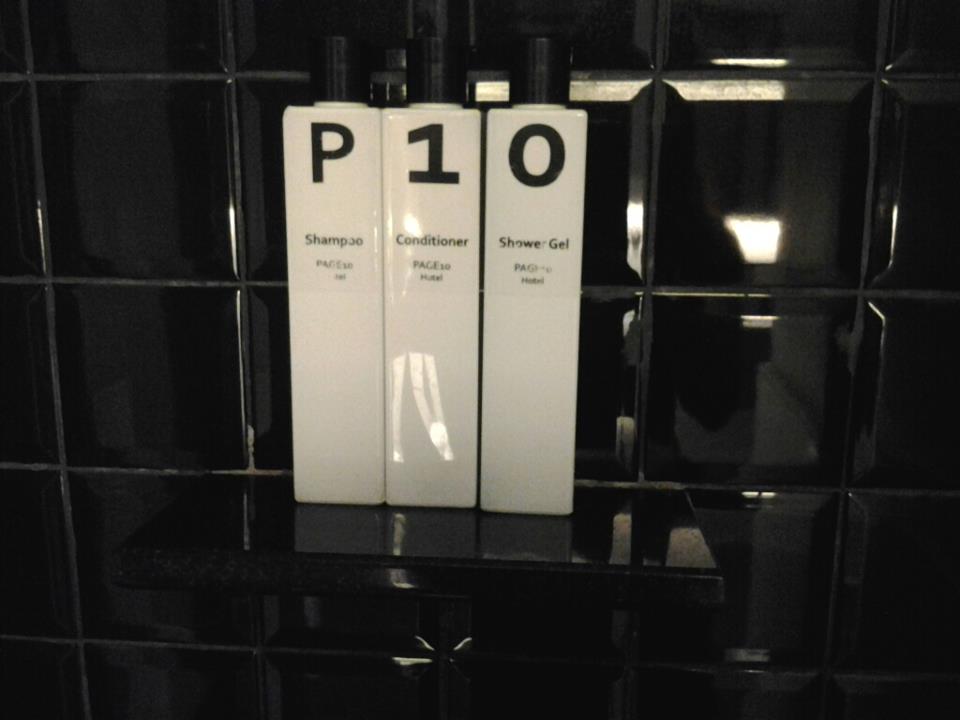 P
Shampoo
PAGE10
1
Conditioner
PAGE10
Hotel
0
Shower Gel
Hotel